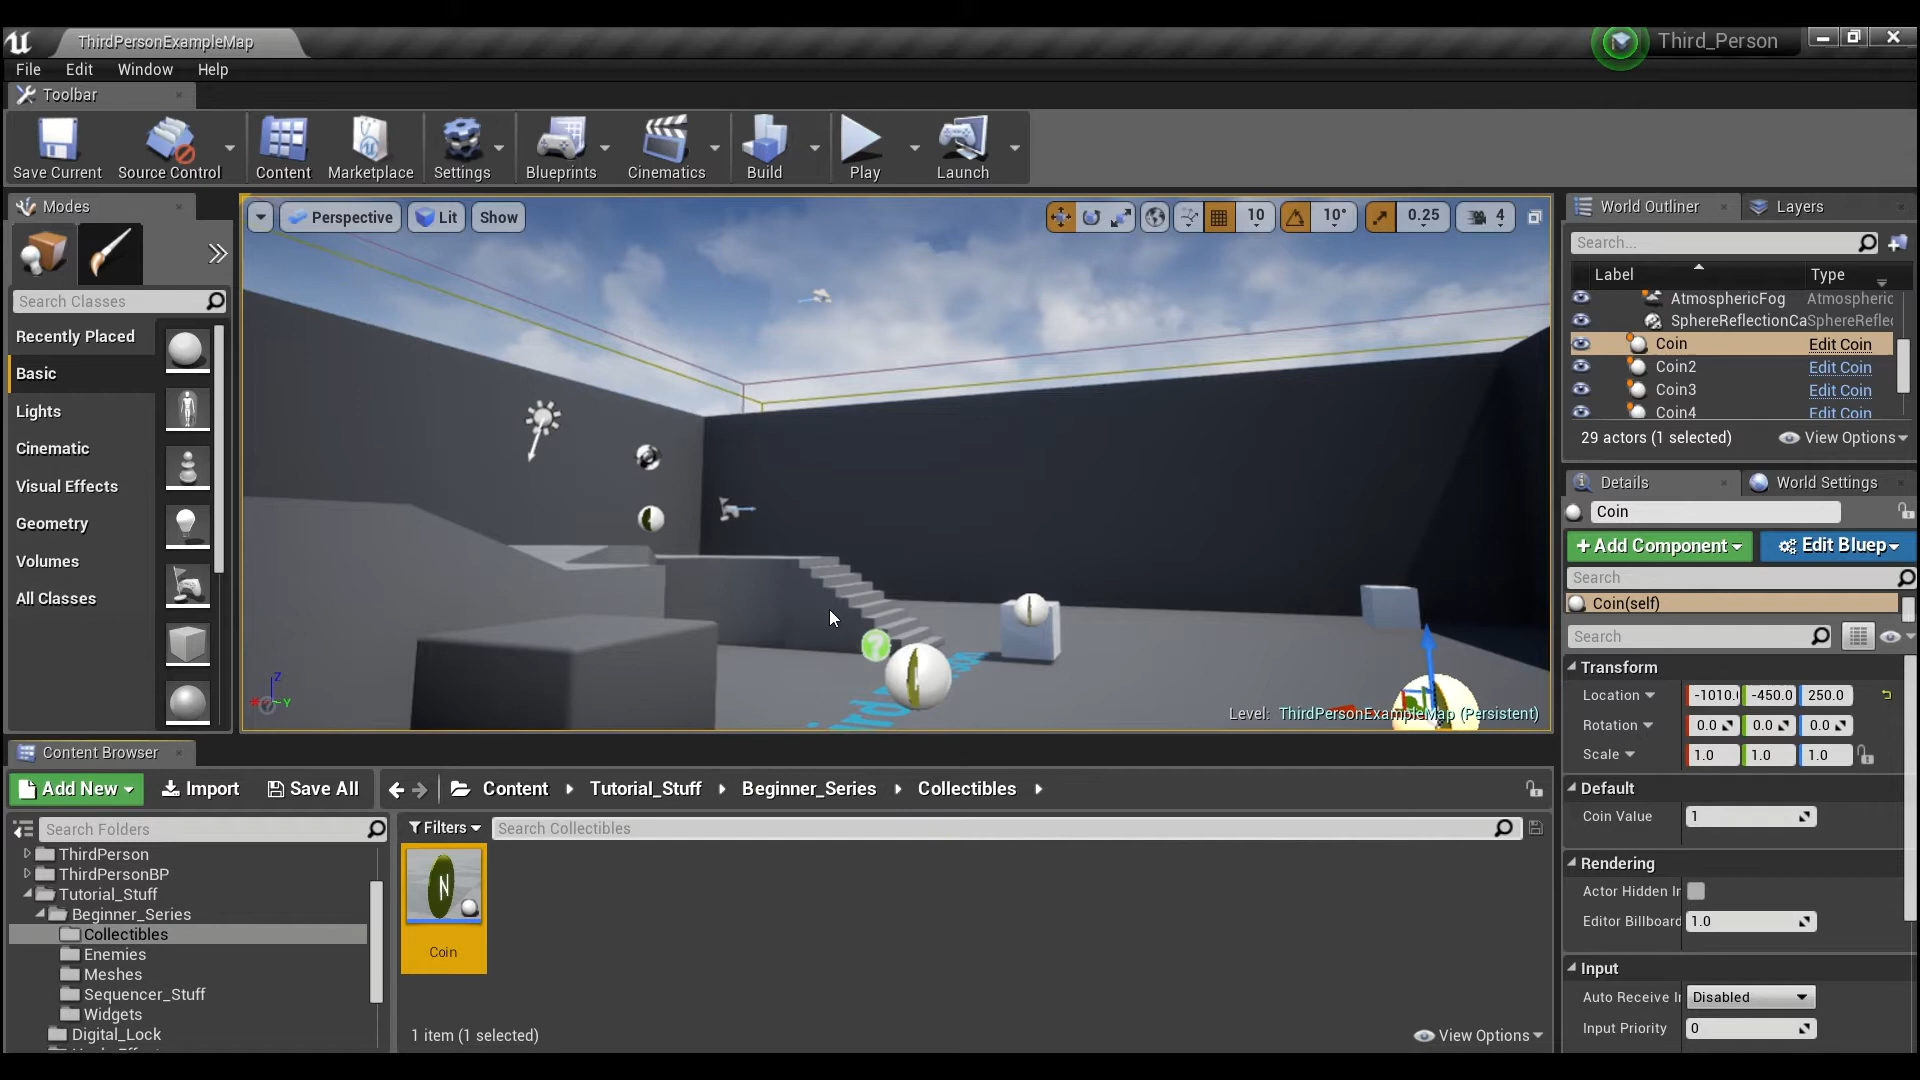 ThirdPersonExampleMap
Third_Person
File Edit Window Help
Toolbar
Save Current Source Control Content Marketplace Settings Blueprints Cinematics Build Play Launch
Modes
Search Classes
Recently Placed
Basic
Lights
Cinematic
Visual Effects
Geometry
Volumes
All Classes
Perspective Lit Show
10 10° 0.25 4
Z
Y
Level: ThirdPersonExampleMap (Persistent)
World Outliner Layers
Search...
Label Type
AtmosphericFog Atmospheric
SphereReflectionCa SphereReflec
Coin Edit Coin
Coin2 Edit Coin
Coin3 Edit Coin
Coin4 Edit Coin
29 actors (1 selected) View Options
Details World Settings
Coin
+ Add Component Edit Bluep
Search
Coin(self)
Search
Transform
Location -1010.( -450.0 250.0
Rotation 0.0 0.0 0.0
Scale 1.0 1.0 1.0
Default
Coin Value 1
Rendering
Actor Hidden In
Editor Billboard 1.0
Input
Auto Receive In Disabled
Input Priority 0
Content Browser
Add New Import Save All Content Tutorial_Stuff Beginner_Series Collectibles
Search Folders
Filters Search Collectibles
ThirdPerson
ThirdPersonBP
Tutorial_Stuff
Beginner_Series
Collectibles
Enemies
Meshes
Sequencer_Stuff
Widgets
Digital_Lock
N
Coin
1 item (1 selected)
View Options